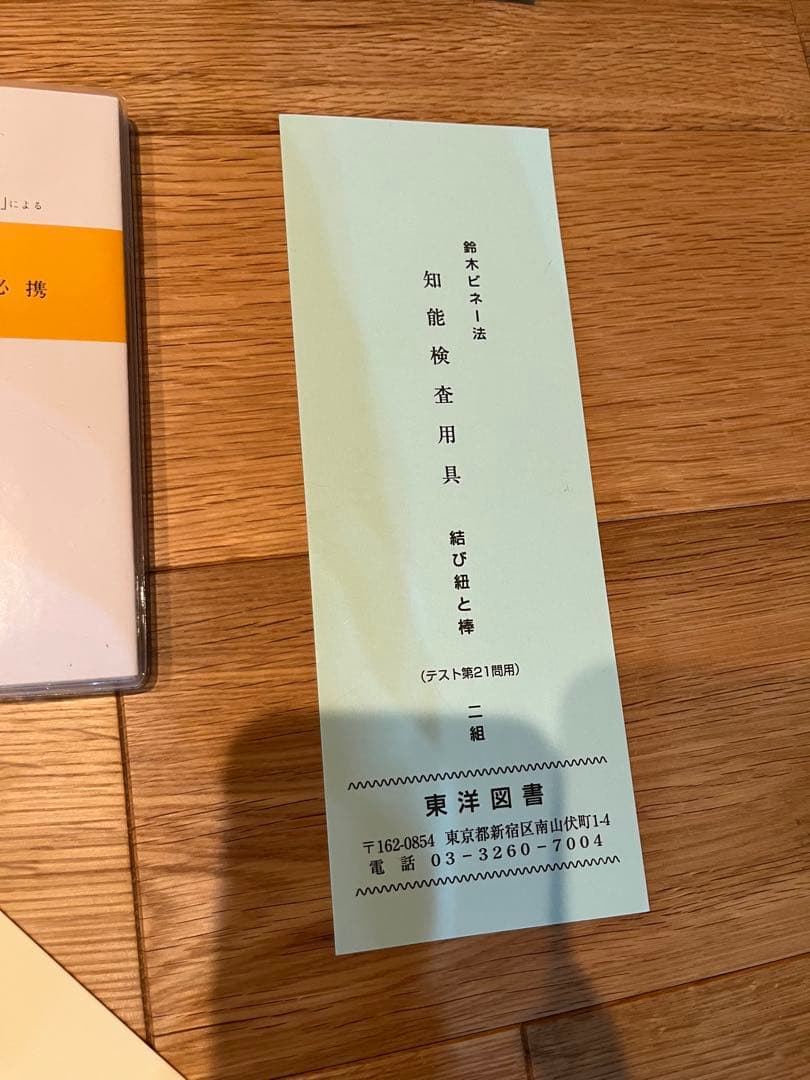 」による
必携
鈴木ビネー法
知能検査用具
結び紐と棒
（テスト第21問用）
二組
東洋図書
〒162-0854 東京都新宿区南山伏町1-4
電話 03-3260-7004